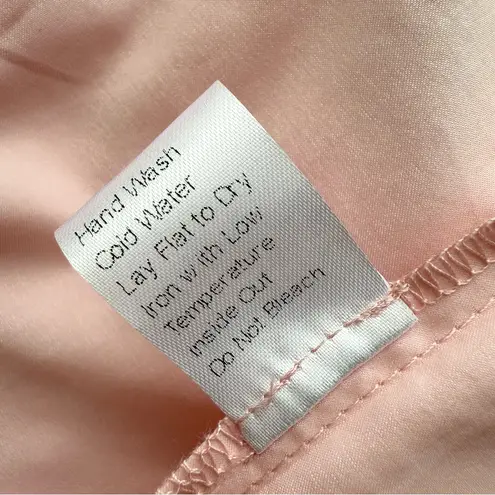 Hand Wash
Cold Water
Lay Flat to Dry
Iron with Low
Temperature
Inside Out
Do Not Bleach